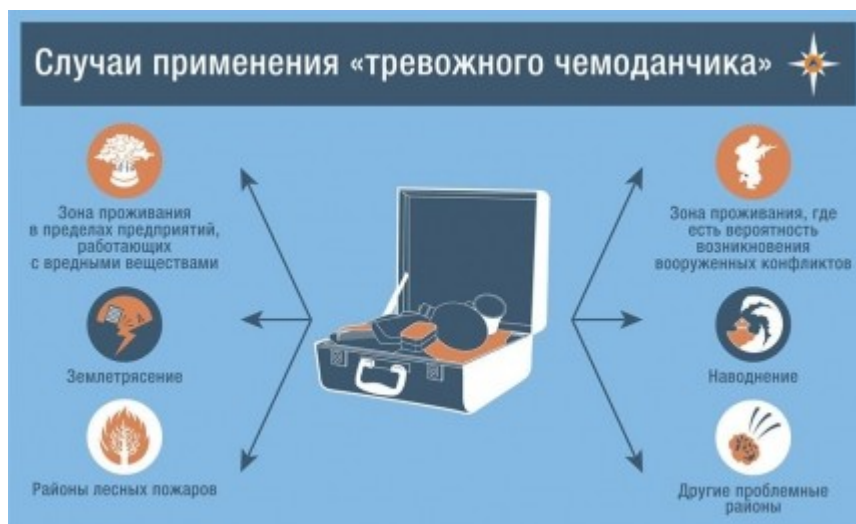 Случаи применения «тревожного чемоданчика»
Зона проживания
в пределах предприятий,
работающих
с вредными веществами
Землетрясение
Районы лесных пожаров
Зона проживания, где
есть вероятность
возникновения
вооруженных конфликтов
Наводнение
Другие проблемные
районы